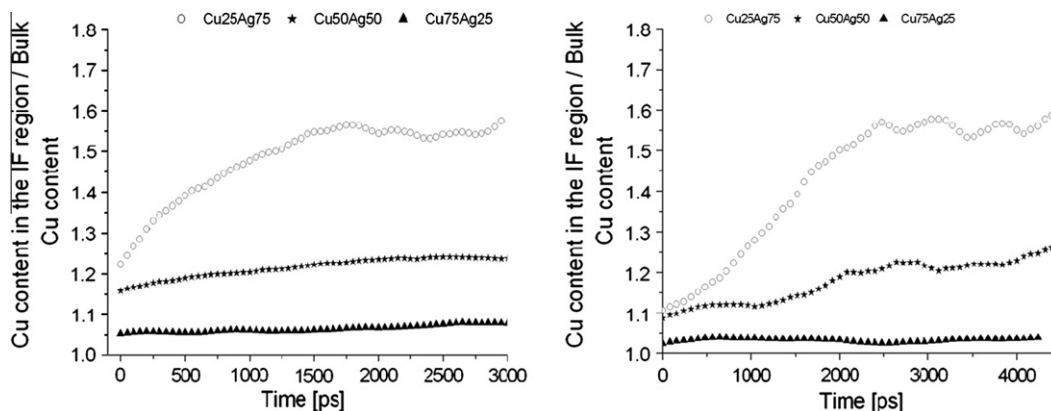 Cu25Ag75 Cu50Ag50 Cu75Ag25
Cu content in the IF region / Bulk
Cu content
1.8
1.7
1.6
1.5
1.4
1.3
1.2
1.1
1.0
0 500 1000 1500 2000 2500 3000
Time [ps]
Cu25Ag75 Cu50Ag50 Cu75Ag25
Cu content in the IF region / Bulk
Cu content
1.8
1.7
1.6
1.5
1.4
1.3
1.2
1.1
1.0
0 1000 2000 3000 4000
Time [ps]